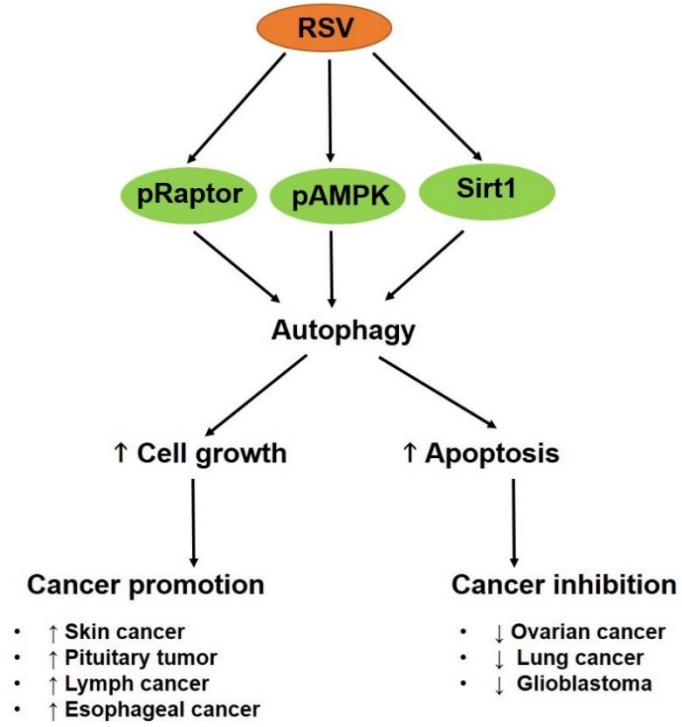 RSV
pRaptor pAMPK Sirt1
Autophagy
↑ Cell growth ↑ Apoptosis
Cancer promotion Cancer inhibition
• ↑ Skin cancer
• ↑ Pituitary tumor
• ↑ Lymph cancer
• ↑ Esophageal cancer
• ↓ Ovarian cancer
• ↓ Lung cancer
• ↓ Glioblastoma